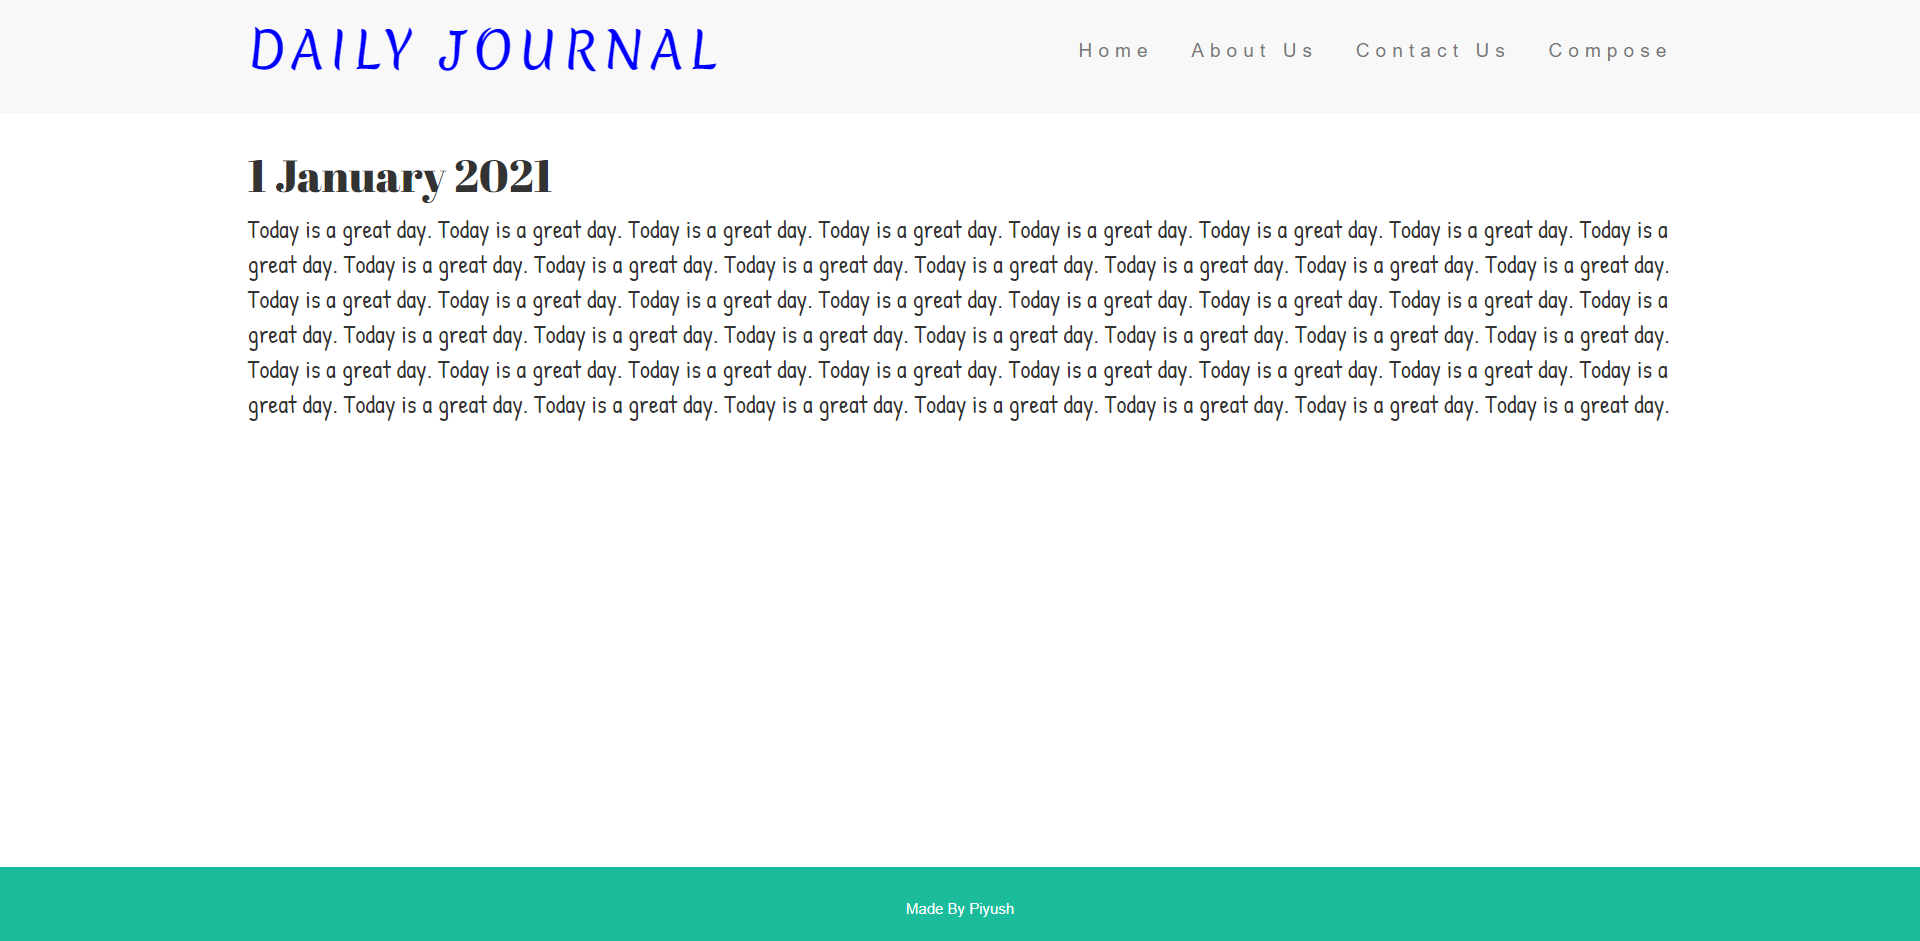 DAILY JOURNAL
Home About Us Contact Us Compose
1 January 2021
Today is a great day. Today is a great day. Today is a great day. Today is a great day. Today is a great day. Today is a great day. Today is a great day. Today is a
great day. Today is a great day. Today is a great day. Today is a great day. Today is a great day. Today is a great day. Today is a great day. Today is a great day.
Today is a great day. Today is a great day. Today is a great day. Today is a great day. Today is a great day. Today is a great day. Today is a great day. Today is a
great day. Today is a great day. Today is a great day. Today is a great day. Today is a great day. Today is a great day. Today is a great day. Today is a great day.
Today is a great day. Today is a great day. Today is a great day. Today is a great day. Today is a great day. Today is a great day. Today is a great day. Today is a
great day. Today is a great day. Today is a great day. Today is a great day. Today is a great day. Today is a great day. Today is a great day. Today is a great day.
Made By Piyush